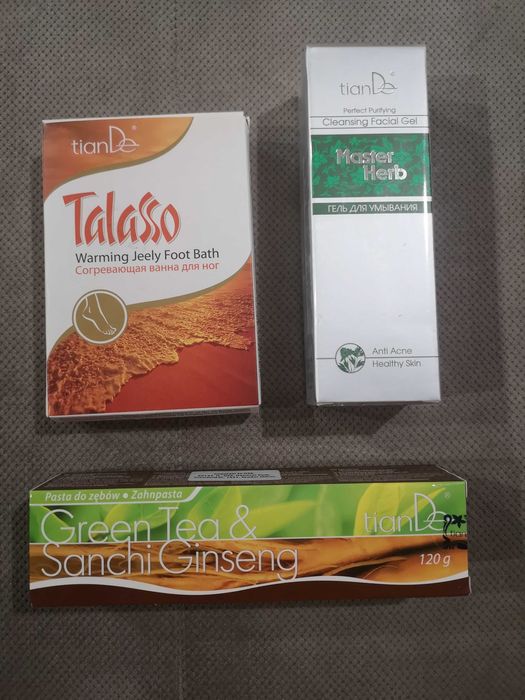 tianDe
Talasso
Warming Jeely Foot Bath
Согревающая ванна для ног
tianDe
Perfect Purifying
Cleansing Facial Gel
Master
Herb
ГЕЛЬ ДЛЯ УМЫВАНИЯ
Anti Acne
Healthy Skin
Pasta do zębów • Zahnpasta
Green Tea &
Sanchi Ginseng
tianDe
120 g